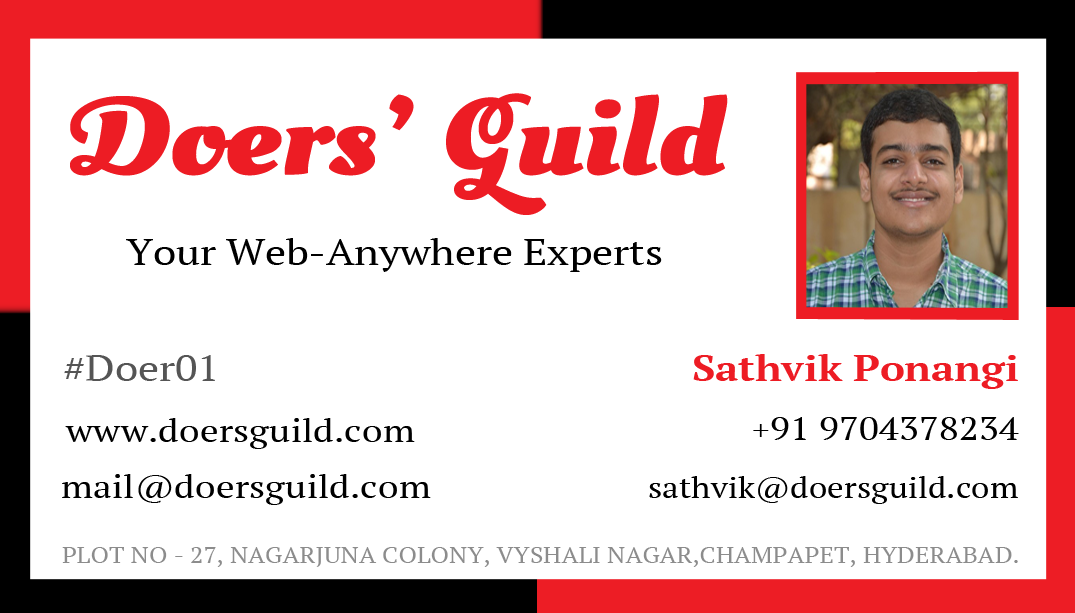 Doers’ Guild
Your Web-Anywhere Experts
#Doer01
www.doersguild.com
mail@doersguild.com
Sathvik Ponangi
+91 9704378234
sathvik@doersguild.com
PLOT NO - 27, NAGARJUNA COLONY, VYSHALI NAGAR,CHAMPAPET, HYDERABAD.